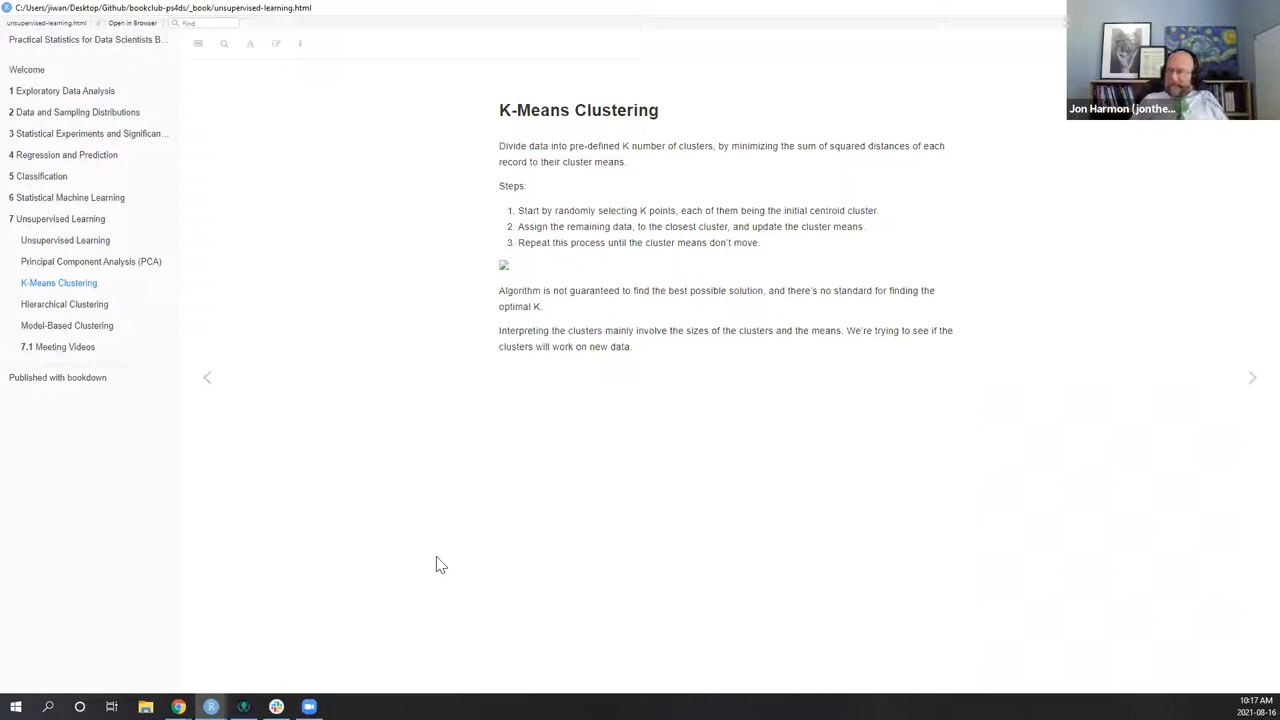 C:/Users/jiwan/Desktop/Github/bookclub-ps4ds/_book/unsupervised-learning.html
unsupervised-learning.html
Open in Browser
Find
Practical Statistics for Data Scientists B...
Welcome
1 Exploratory Data Analysis
2 Data and Sampling Distributions
3 Statistical Experiments and Significan...
4 Regression and Prediction
5 Classification
6 Statistical Machine Learning
7 Unsupervised Learning
Unsupervised Learning
Principal Component Analysis (PCA)
K-Means Clustering
Hierarchical Clustering
Model-Based Clustering
7.1 Meeting Videos
Published with bookdown
K-Means Clustering
Divide data into pre-defined K number of clusters, by minimizing the sum of squared distances of each
record to their cluster means.
Steps:
1. Start by randomly selecting K points, each of them being the initial centroid cluster.
2. Assign the remaining data, to the closest cluster, and update the cluster means.
3. Repeat this process until the cluster means don't move.
Algorithm is not guaranteed to find the best possible solution, and there's no standard for finding the
optimal K.
Interpreting the clusters mainly involve the sizes of the clusters and the means. We're trying to see if the
clusters will work on new data.
Jon Harmon (jonthe...
10:17 AM
2021-08-16